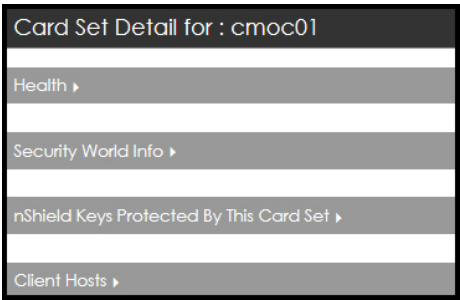 Card Set Detail for : cmoc01
Health
Security World Info
nShield Keys Protected By This Card Set
Client Hosts